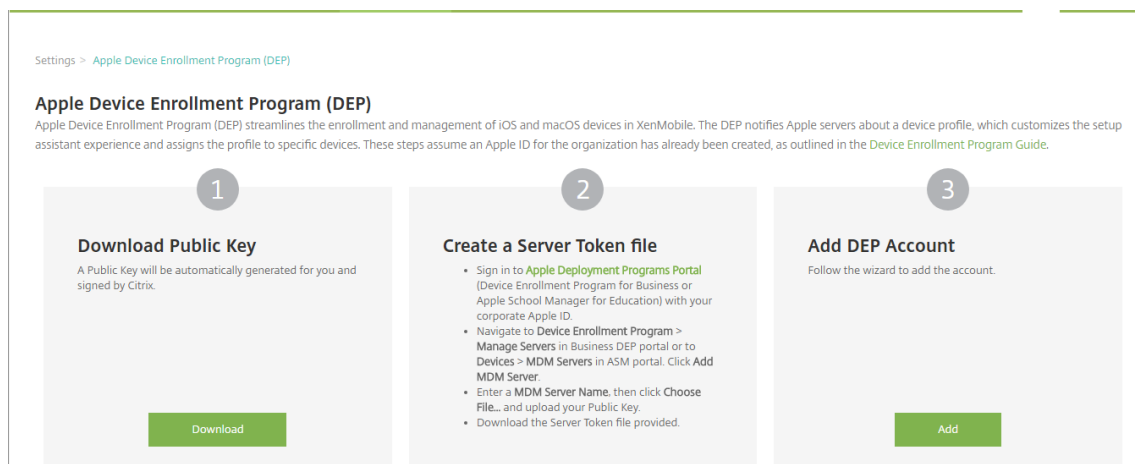 Settings > Apple Device Enrollment Program (DEP)
Apple Device Enrollment Program (DEP)
Apple Device Enrollment Program (DEP) streamlines the enrollment and management of iOS and macOS devices in XenMobile. The DEP notifies Apple servers about a device profile, which customizes the setup
assistant experience and assigns the profile to specific devices. These steps assume an Apple ID for the organization has already been created, as outlined in the Device Enrollment Program Guide.
1
Download Public Key
A Public Key will be automatically generated for you and
signed by Citrix.
Download
2
Create a Server Token file
• Sign in to Apple Deployment Programs Portal
(Device Enrollment Program for Business or
Apple School Manager for Education) with your
corporate Apple ID.
• Navigate to Device Enrollment Program >
Manage Servers in Business DEP portal or to
Devices > MDM Servers in ASM portal. Click Add
MDM Server.
• Enter a MDM Server Name, then click Choose
File... and upload your Public Key.
• Download the Server Token file provided.
3
Add DEP Account
Follow the wizard to add the account.
Add